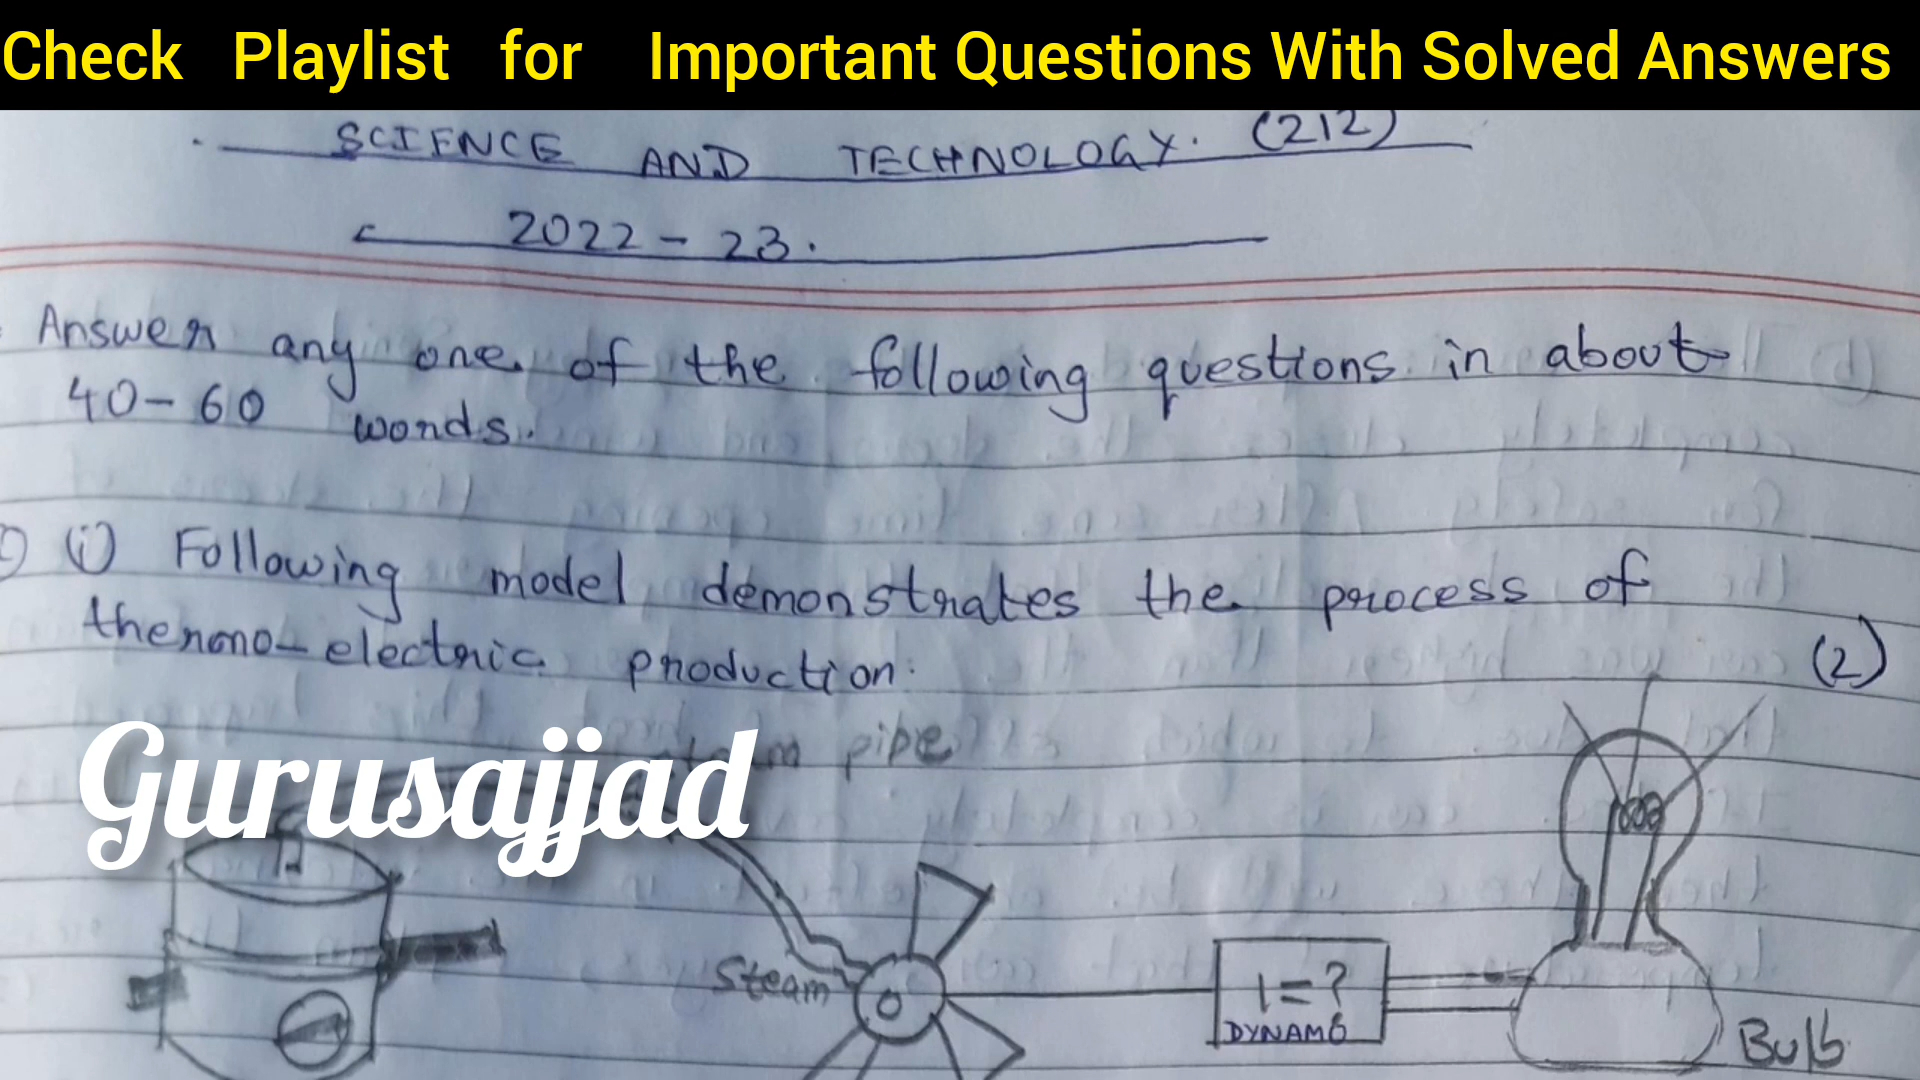 Check Playlist for Important Questions With Solved Answers
SCIENCE AND TECHNOLOGY. (212)
2022-23.
Answer any one of the following questions in about
40-60 words.
(i) Following model demonstrates the process of
thermo-electric production. (2)
pipe
Gurusajjad
Steam
1=?
DYNAMO
Bulb